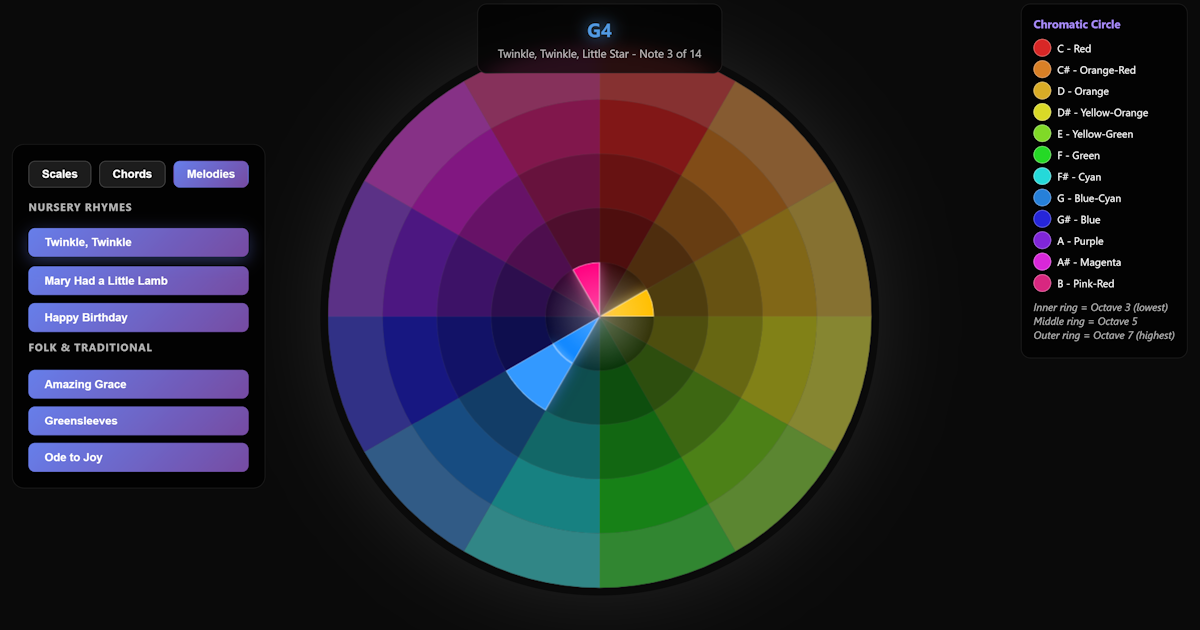 G4
Twinkle, Twinkle, Little Star - Note 3 of 14
Scales
Chords
Melodies
NURSERY RHYMES
Twinkle, Twinkle
Mary Had a Little Lamb
Happy Birthday
FOLK & TRADITIONAL
Amazing Grace
Greensleeves
Ode to Joy
Chromatic Circle
C - Red
C# - Orange-Red
D - Orange
D# - Yellow-Orange
E - Yellow-Green
F - Green
F# - Cyan
G - Blue-Cyan
G# - Blue
A - Purple
A# - Magenta
B - Pink-Red
Inner ring = Octave 3 (lowest)
Middle ring = Octave 5
Outer ring = Octave 7 (highest)